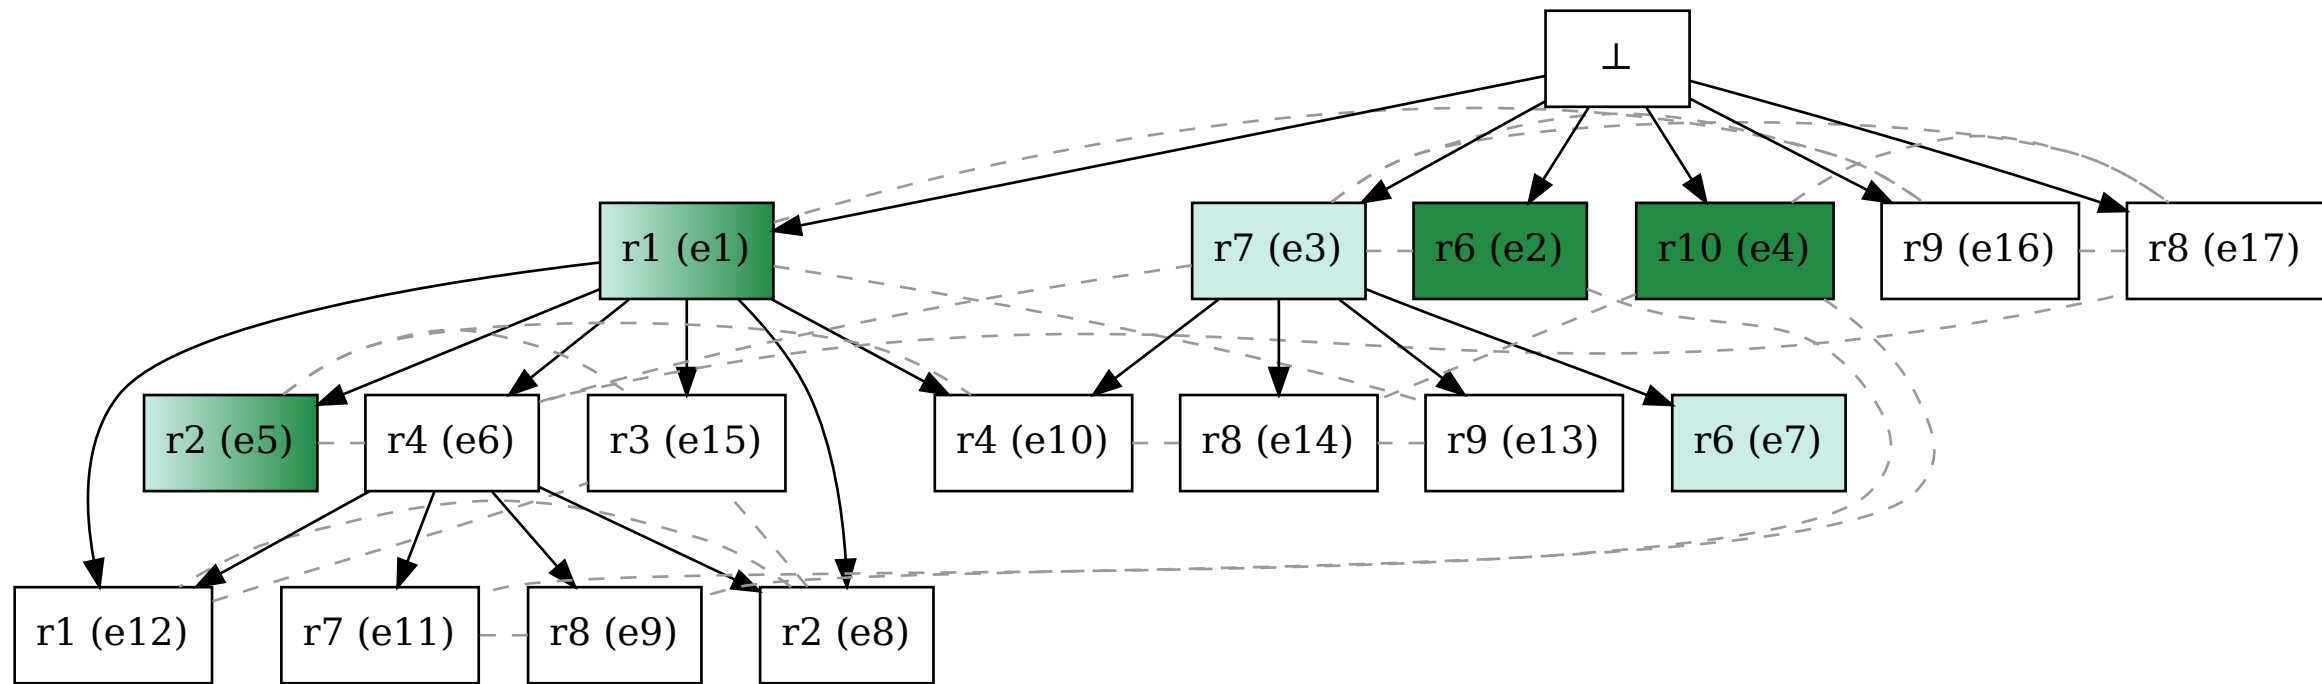 ⊥
r1 (e1)
r7 (e3)
r6 (e2)
r10 (e4)
r9 (e16)
r8 (e17)
r2 (e5)
r4 (e6)
r3 (e15)
r4 (e10)
r8 (e14)
r9 (e13)
r6 (e7)
r1 (e12)
r7 (e11)
r8 (e9)
r2 (e8)